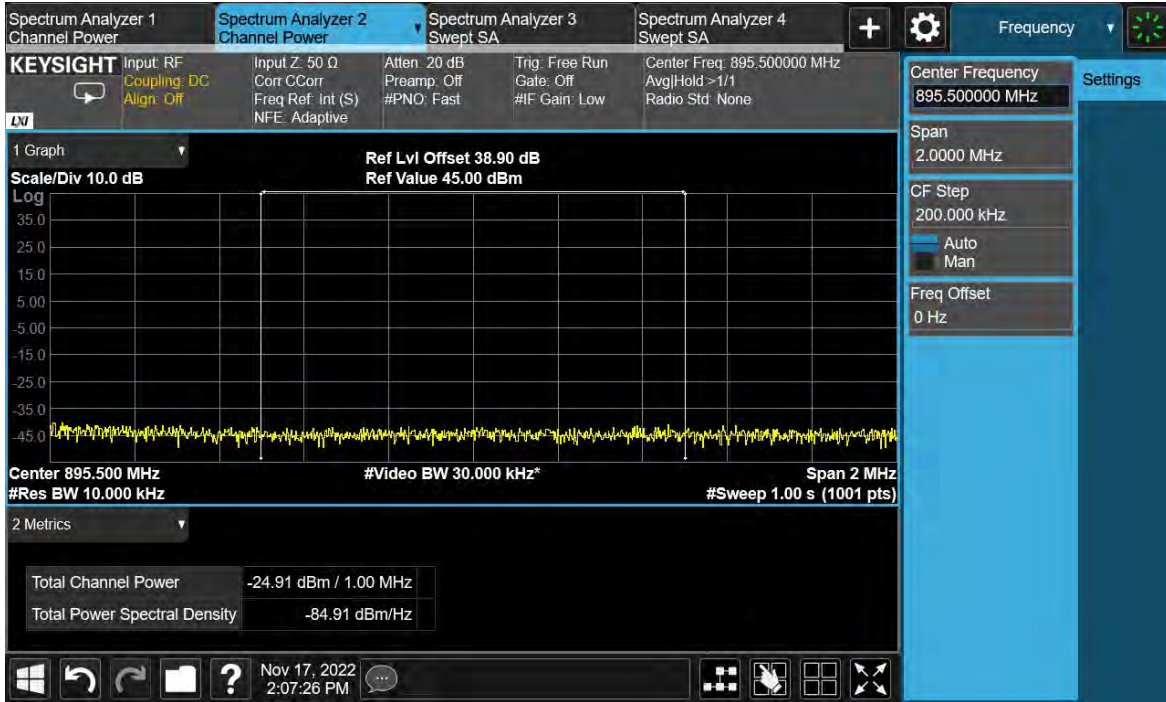 Spectrum Analyzer 1
Channel Power
Spectrum Analyzer 2
Channel Power
Spectrum Analyzer 3
Swept SA
Spectrum Analyzer 4
Swept SA
+
Frequency
KEYSIGHT
LXI
Input: RF
Coupling: DC
Align: Off
Input Z: 50 Ω
Corr CCorr
Freq Ref: Int (S)
NFE: Adaptive
Atten: 20 dB
Preamp: Off
#PNO: Fast
Trig: Free Run
Gate: Off
#IF Gain: Low
Center Freq: 895.500000 MHz
Avg|Hold:>1/1
Radio Std: None
Center Frequency
895.500000 MHz
Settings
Span
2.0000 MHz
CF Step
200.000 kHz
Auto
Man
Freq Offset
0 Hz
1 Graph
Scale/Div 10.0 dB
Ref Lvl Offset 38.90 dB
Ref Value 45.00 dBm
Log
35.0
25.0
15.0
5.00
-5.00
-15.0
-25.0
-35.0
-45.0
Center 895.500 MHz
#Video BW 30.000 kHz*
Span 2 MHz
#Res BW 10.000 kHz
#Sweep 1.00 s (1001 pts)
2 Metrics
Total Channel Power -24.91 dBm / 1.00 MHz
Total Power Spectral Density -84.91 dBm/Hz
?
Nov 17, 2022
2:07:26 PM